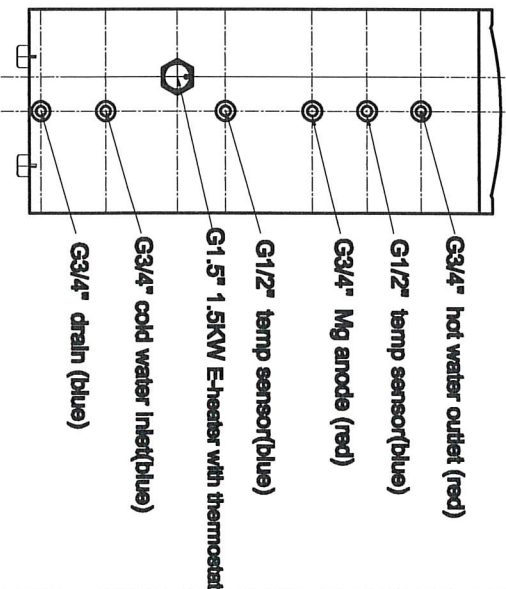 G3/4" hot water outlet (red)
G1/2" temp sensor(blue)
G3/4" Mg anode (red)
G1/2" temp sensor(blue)
G1.5" 1.5KW E-heater with thermostat
G3/4" cold water inlet(blue)
G3/4" drain (blue)